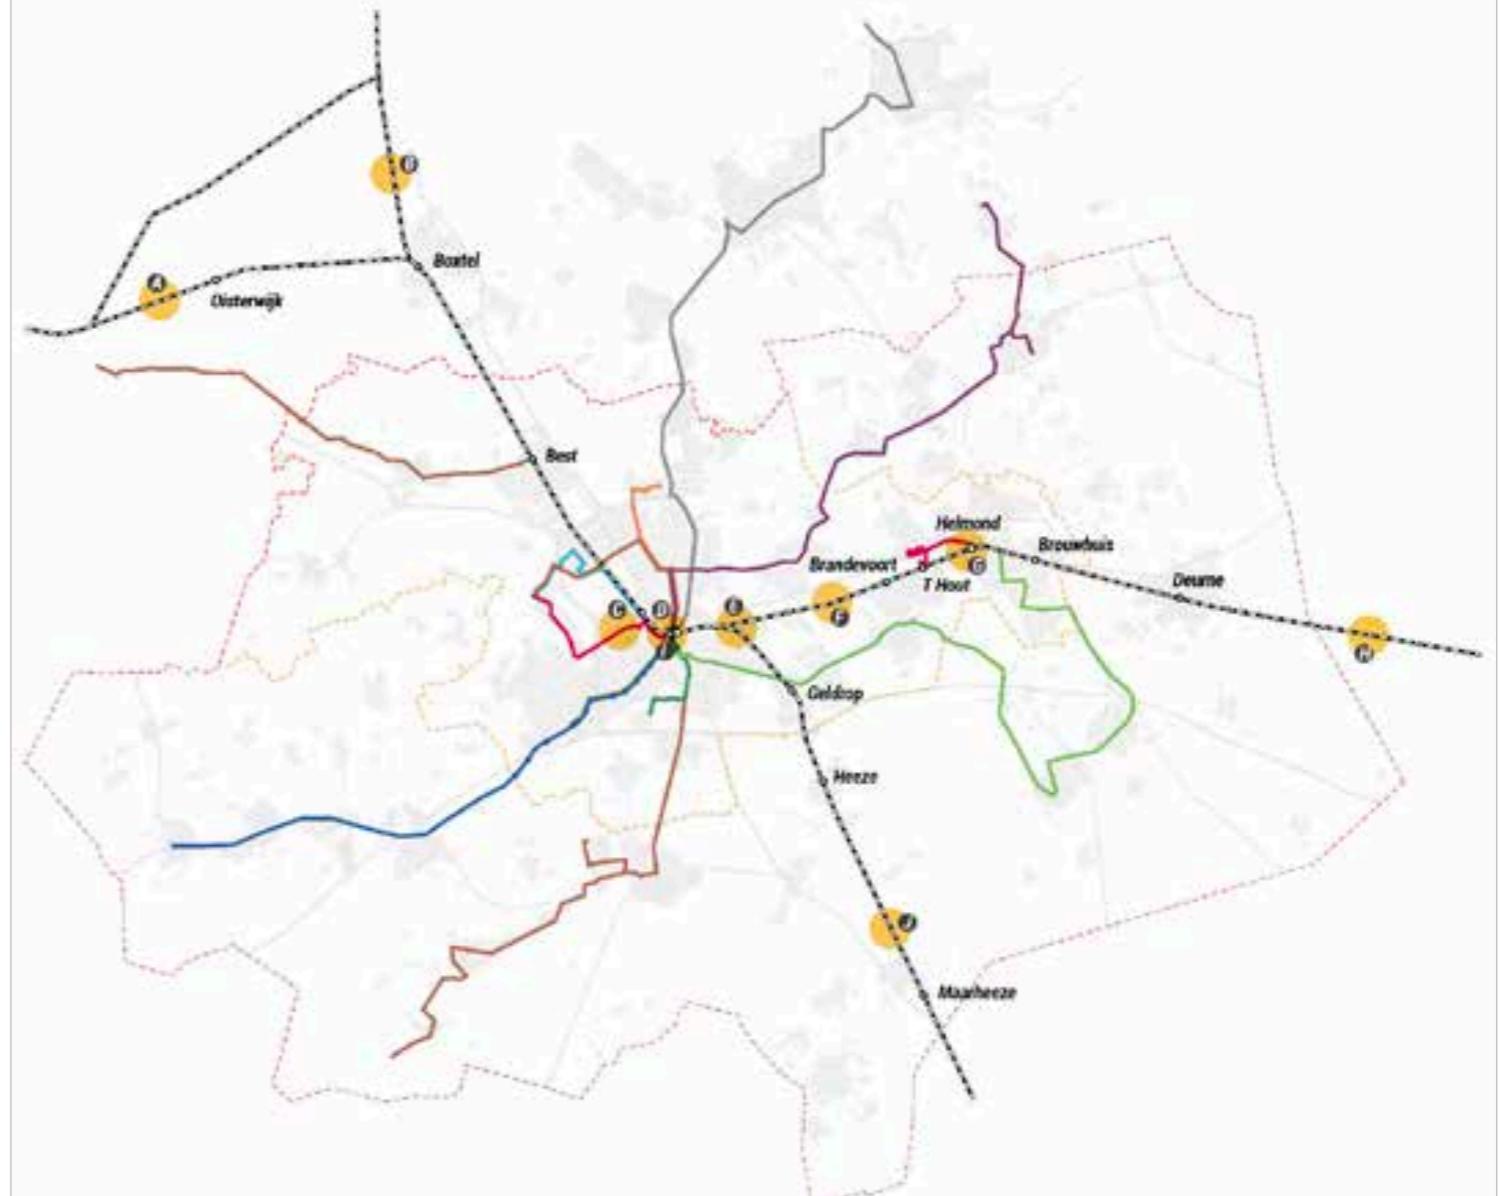 B
Boxtel
A
Oisterwijk
Best
Helmond
Brouwhuis
Brandevoort
G
T Hout
Deurne
C
D
E
F
H
Geldrop
Heeze
J
Maarheeze